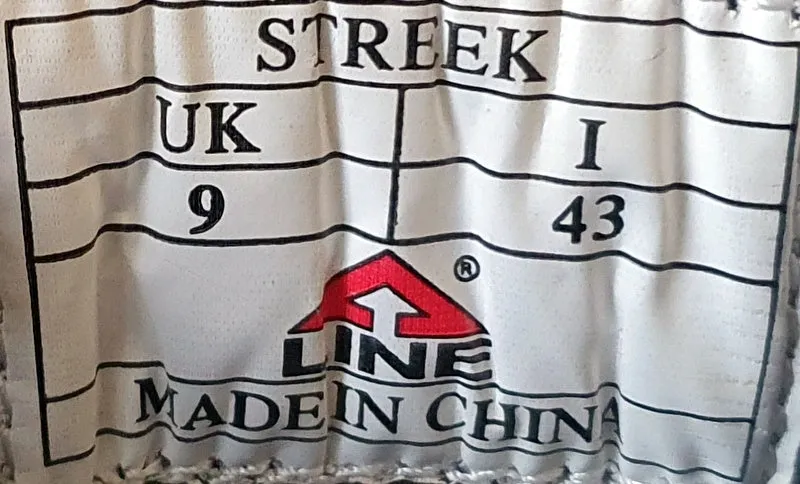 STREEK
UK I
9 43
A ®
LINE
MADE IN CHINA